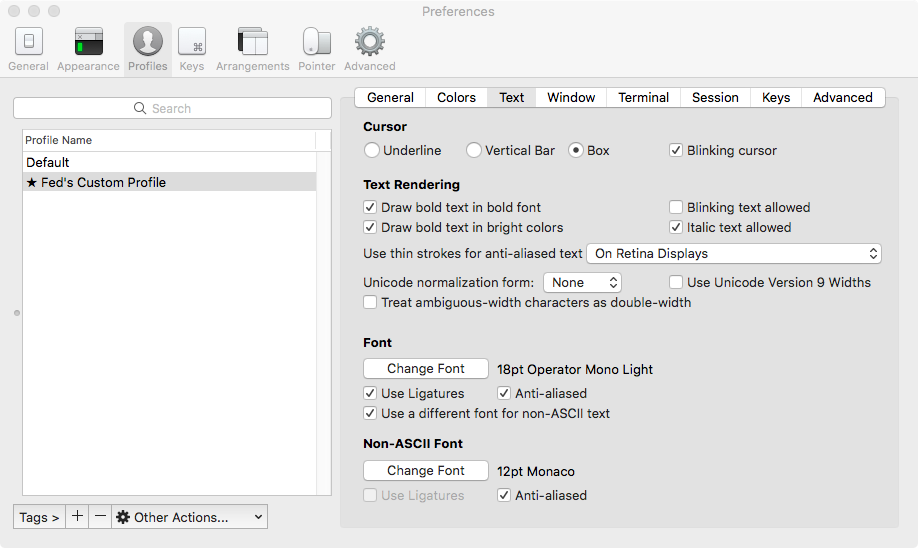 Preferences
General Appearance Profiles Keys Arrangements Pointer Advanced
Search
Profile Name
Default
★ Fed's Custom Profile
Tags > + − Other Actions...
General Colors Text Window Terminal Session Keys Advanced
Cursor
Underline Vertical Bar Box Blinking cursor
Text Rendering
Draw bold text in bold font Blinking text allowed
Draw bold text in bright colors Italic text allowed
Use thin strokes for anti-aliased text On Retina Displays
Unicode normalization form: None Use Unicode Version 9 Widths
Treat ambiguous-width characters as double-width
Font
Change Font 18pt Operator Mono Light
Use Ligatures Anti-aliased
Use a different font for non-ASCII text
Non-ASCII Font
Change Font 12pt Monaco
Use Ligatures Anti-aliased